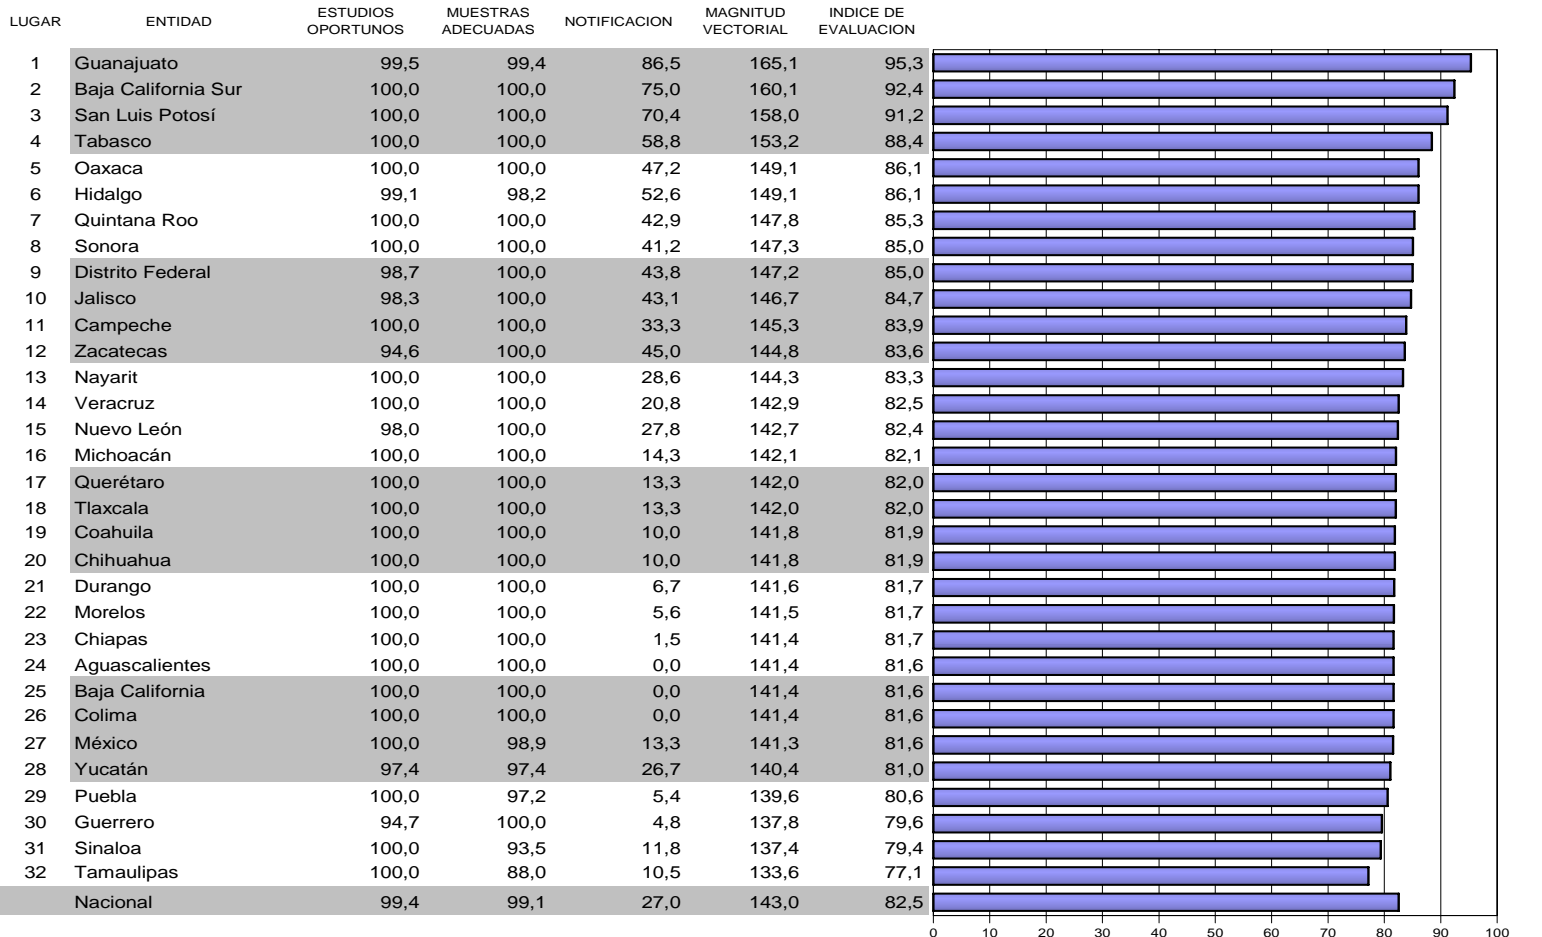 LUGAR ENTIDAD ESTUDIOS OPORTUNOS MUESTRAS ADECUADAS NOTIFICACION MAGNITUD VECTORIAL INDICE DE EVALUACION
1 Guanajuato 99,5 99,4 86,5 165,1 95,3
2 Baja California Sur 100,0 100,0 75,0 160,1 92,4
3 San Luis Potosí 100,0 100,0 70,4 158,0 91,2
4 Tabasco 100,0 100,0 58,8 153,2 88,4
5 Oaxaca 100,0 100,0 47,2 149,1 86,1
6 Hidalgo 99,1 98,2 52,6 149,1 86,1
7 Quintana Roo 100,0 100,0 42,9 147,8 85,3
8 Sonora 100,0 100,0 41,2 147,3 85,0
9 Distrito Federal 98,7 100,0 43,8 147,2 85,0
10 Jalisco 98,3 100,0 43,1 146,7 84,7
11 Campeche 100,0 100,0 33,3 145,3 83,9
12 Zacatecas 94,6 100,0 45,0 144,8 83,6
13 Nayarit 100,0 100,0 28,6 144,3 83,3
14 Veracruz 100,0 100,0 20,8 142,9 82,5
15 Nuevo León 98,0 100,0 27,8 142,7 82,4
16 Michoacán 100,0 100,0 14,3 142,1 82,1
17 Querétaro 100,0 100,0 13,3 142,0 82,0
18 Tlaxcala 100,0 100,0 13,3 142,0 82,0
19 Coahuila 100,0 100,0 10,0 141,8 81,9
20 Chihuahua 100,0 100,0 10,0 141,8 81,9
21 Durango 100,0 100,0 6,7 141,6 81,7
22 Morelos 100,0 100,0 5,6 141,5 81,7
23 Chiapas 100,0 100,0 1,5 141,4 81,7
24 Aguascalientes 100,0 100,0 0,0 141,4 81,6
25 Baja California 100,0 100,0 0,0 141,4 81,6
26 Colima 100,0 100,0 0,0 141,4 81,6
27 México 100,0 98,9 13,3 141,3 81,6
28 Yucatán 97,4 97,4 26,7 140,4 81,0
29 Puebla 100,0 97,2 5,4 139,6 80,6
30 Guerrero 94,7 100,0 4,8 137,8 79,6
31 Sinaloa 100,0 93,5 11,8 137,4 79,4
32 Tamaulipas 100,0 88,0 10,5 133,6 77,1
Nacional 99,4 99,1 27,0 143,0 82,5
0 10 20 30 40 50 60 70 80 90 100